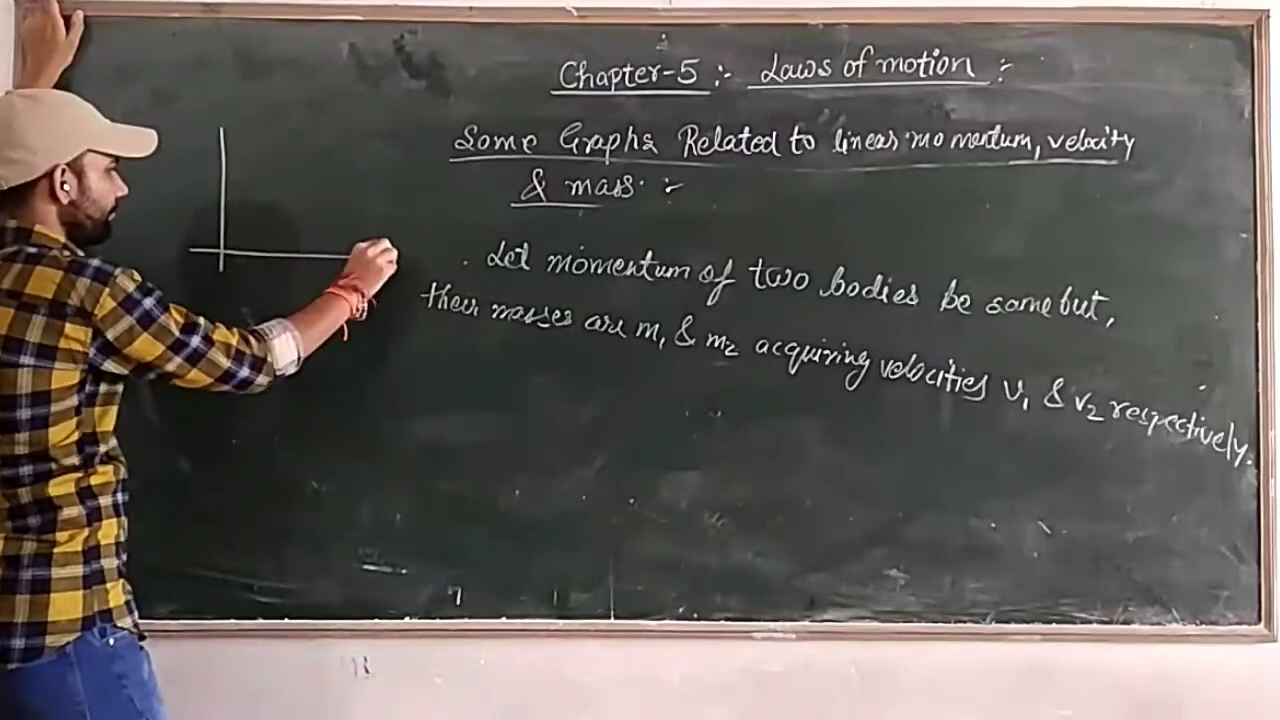 Chapter-5 :- Laws of motion :-
Some Graphs Related to linear momentum, velocity
& mass :-
Let momentum of two bodies be same but,
their masses are m₁ & m₂ acquiring velocities v₁ & v₂ respectively.